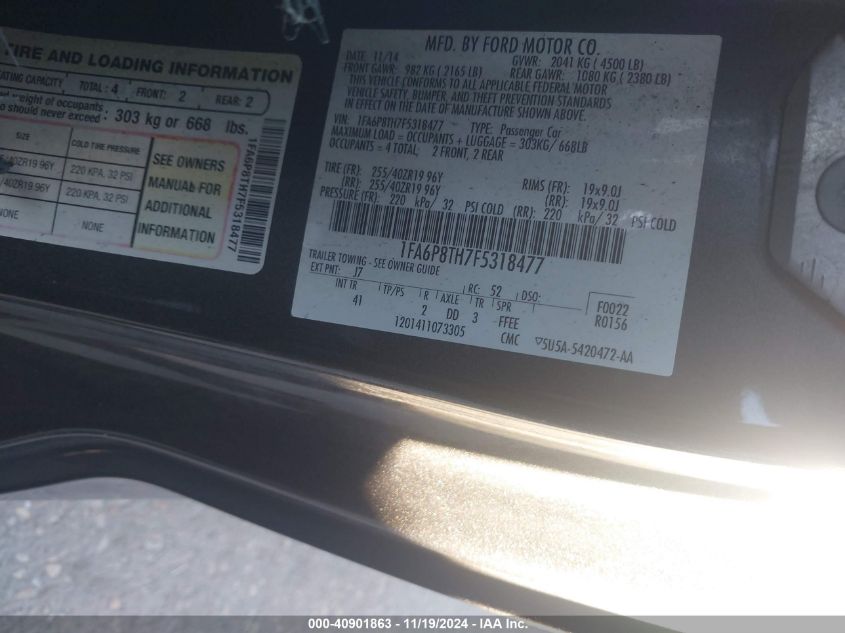 TIRE AND LOADING INFORMATION
SEATING CAPACITY TOTAL: 4 FRONT: 2 REAR: 2
weight of occupants
should never exceed: 303 kg or 668 lbs.
SIZE COLD TIRE PRESSURE
/40ZR19 96Y 220 KPA, 32 PSI
/40ZR19 96Y 220 KPA, 32 PSI
NONE NONE
SEE OWNERS
MANUAL FOR
ADDITIONAL
INFORMATION
1FA6P8TH7F5318477
MFD. BY FORD MOTOR CO.
DATE: 11/14 GVWR: 2041 KG ( 4500 LB)
FRONT GAWR: 982 KG ( 2165 LB) REAR GAWR: 1080 KG ( 2380 LB)
THIS VEHICLE CONFORMS TO ALL APPLICABLE FEDERAL MOTOR
VEHICLE SAFETY, BUMPER, AND THEFT PREVENTION STANDARDS
IN EFFECT ON THE DATE OF MANUFACTURE SHOWN ABOVE.
VIN: 1FA6P8TH7F5318477 TYPE: Passenger Car
MAXIMUM LOAD = OCCUPANTS + LUGGAGE = 303KG/ 668LB
OCCUPANTS = 4 TOTAL; 2 FRONT, 2 REAR
TIRE (FR): 255/40ZR19 96Y RIMS (FR): 19x9.0J
(RR): 255/40ZR19 96Y (RR): 19x9.0J
PRESSURE (FR): 220 kPa/ 32 PSI COLD (RR): 220 kPa/ 32 PSI COLD
1FA6P8TH7F5318477
TRAILER TOWING - SEE OWNER GUIDE
EXT PNT: J7 RC: 52 DSO:
INT TR TP/PS R AXLE TR SPR F0022
41 2 DD 3 FFEE R0156
1201411073305 CMC ▽5U5A-5420472-AA
000-40901863 - 11/19/2024 - IAA Inc.